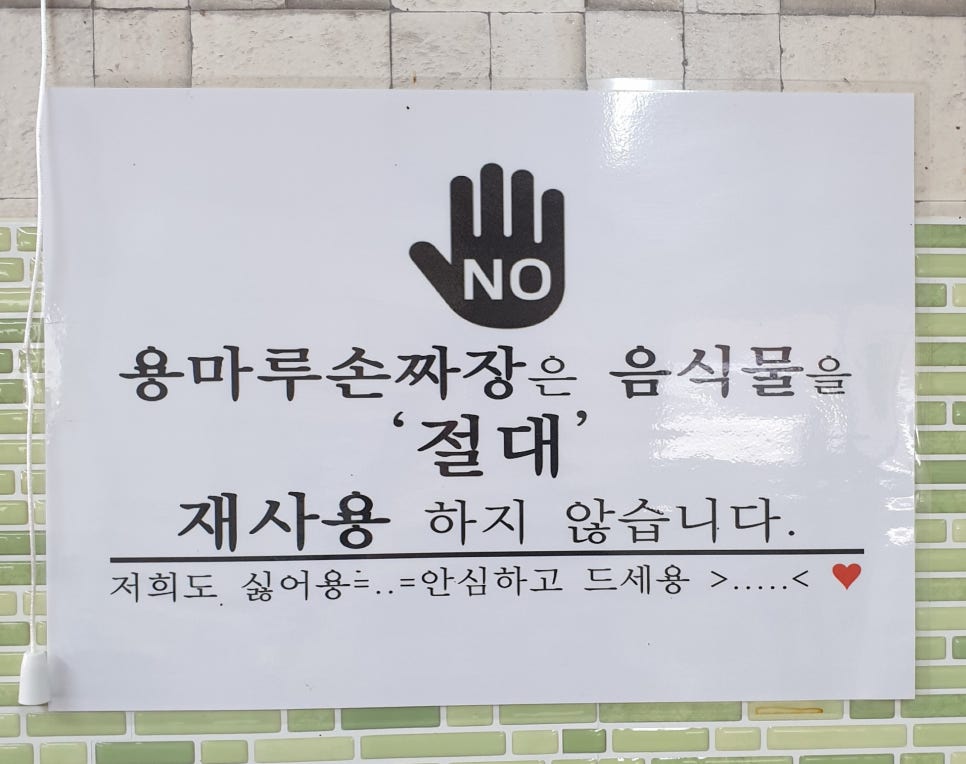 NO
용마루손짜장은 음식물을
‘절대’
재사용 하지 않습니다.
저희도 싫어용=..=안심하고 드세용 >.....< ♥